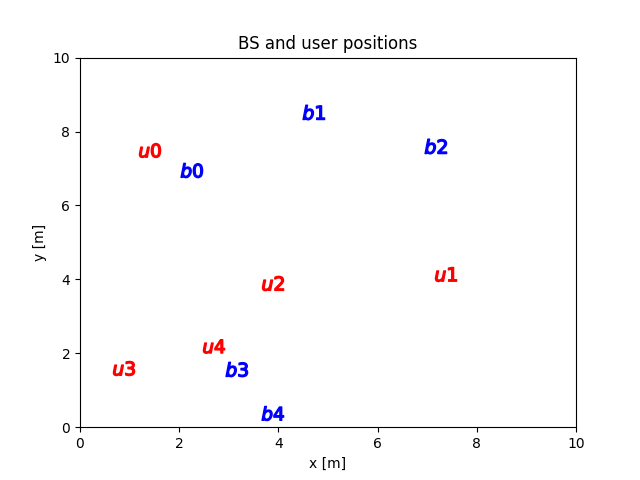 BS and user positions
10
b1
8
b2
u0
b0
6
y [m]
4
u1
u2
2
u4
u3
b3
b4
0
0 2 4 6 8 10
x [m]